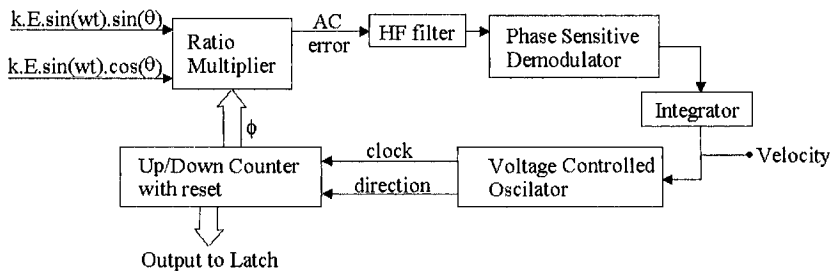 k.E.sin(wt).sin(θ)
k.E.sin(wt).cos(θ)
Ratio
Multiplier
AC
error
HF filter
Phase Sensitive
Demodulator
Integrator
Velocity
Voltage Controlled
Oscilator
clock
direction
Up/Down Counter
with reset
ϕ
Output to Latch